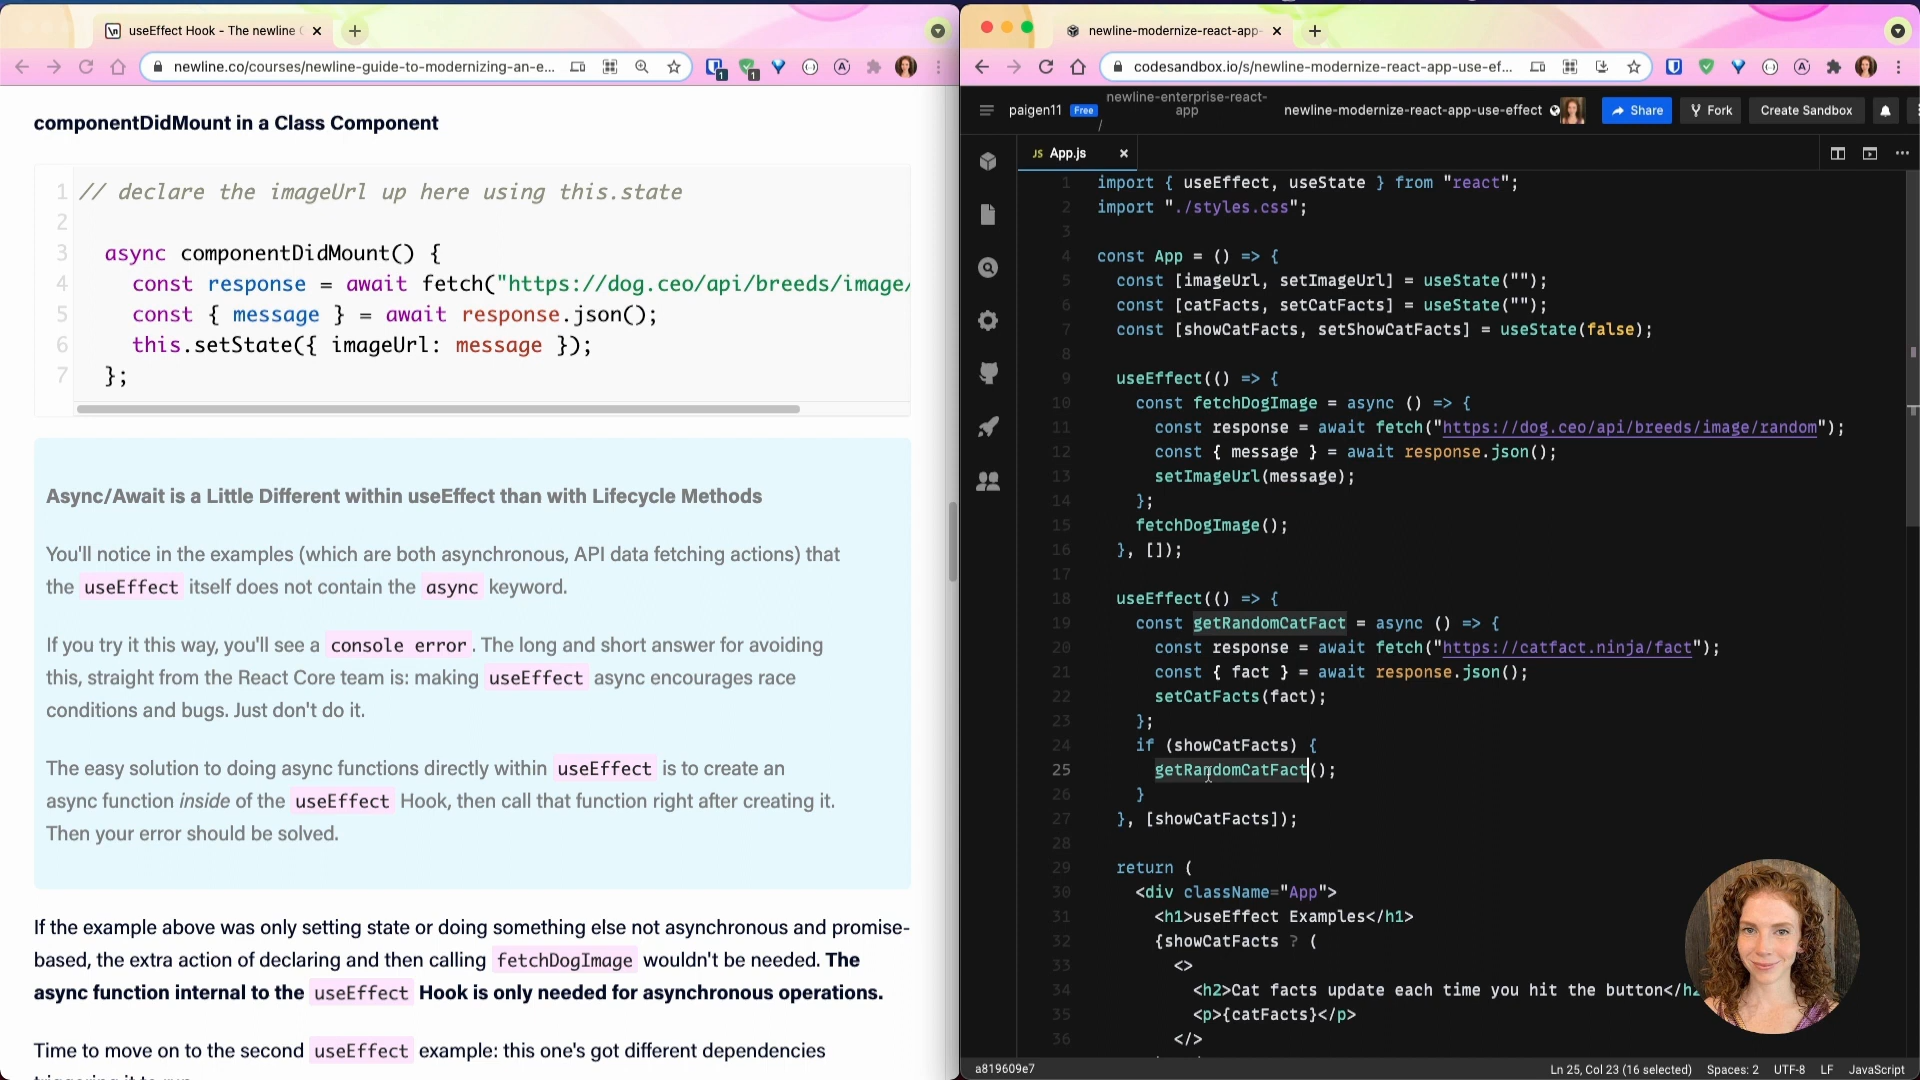 useEffect Hook - The newline
newline.co/courses/newline-guide-to-modernizing-an-e...
1
1
componentDidMount in a Class Component
1 // declare the imageUrl up here using this.state
2
3 async componentDidMount() {
4 const response = await fetch("https://dog.ceo/api/breeds/image/
5 const { message } = await response.json();
6 this.setState({ imageUrl: message });
7 };
Async/Await is a Little Different within useEffect than with Lifecycle Methods
You'll notice in the examples (which are both asynchronous, API data fetching actions) that
the useEffect itself does not contain the async keyword.
If you try it this way, you'll see a console error. The long and short answer for avoiding
this, straight from the React Core team is: making useEffect async encourages race
conditions and bugs. Just don't do it.
The easy solution to doing async functions directly within useEffect is to create an
async function inside of the useEffect Hook, then call that function right after creating it.
Then your error should be solved.
If the example above was only setting state or doing something else not asynchronous and promise-
based, the extra action of declaring and then calling fetchDogImage wouldn't be needed. The
async function internal to the useEffect Hook is only needed for asynchronous operations.
Time to move on to the second useEffect example: this one's got different dependencies
newline-modernize-react-app-
codesandbox.io/s/newline-modernize-react-app-use-ef...
paigen11 Free newline-enterprise-react-
app
/
newline-modernize-react-app-use-effect
Share
Fork
Create Sandbox
JS App.js
1 import { useEffect, useState } from "react";
2 import "./styles.css";
3
4 const App = () => {
5 const [imageUrl, setImageUrl] = useState("");
6 const [catFacts, setCatFacts] = useState("");
7 const [showCatFacts, setShowCatFacts] = useState(false);
8
9 useEffect(() => {
10 const fetchDogImage = async () => {
11 const response = await fetch("https://dog.ceo/api/breeds/image/random");
12 const { message } = await response.json();
13 setImageUrl(message);
14 };
15 fetchDogImage();
16 }, []);
17
18 useEffect(() => {
19 const getRandomCatFact = async () => {
20 const response = await fetch("https://catfact.ninja/fact");
21 const { fact } = await response.json();
22 setCatFacts(fact);
23 };
24 if (showCatFacts) {
25 getRandomCatFact();
26 }
27 }, [showCatFacts]);
28
29 return (
30 <div className="App">
31 <h1>useEffect Examples</h1>
32 {showCatFacts ? (
33 <>
34 <h2>Cat facts update each time you hit the button</h2
35 <p>{catFacts}</p>
36 </>
a819609e7
Ln 25, Col 23 (16 selected) Spaces: 2 UTF-8 LF JavaScript